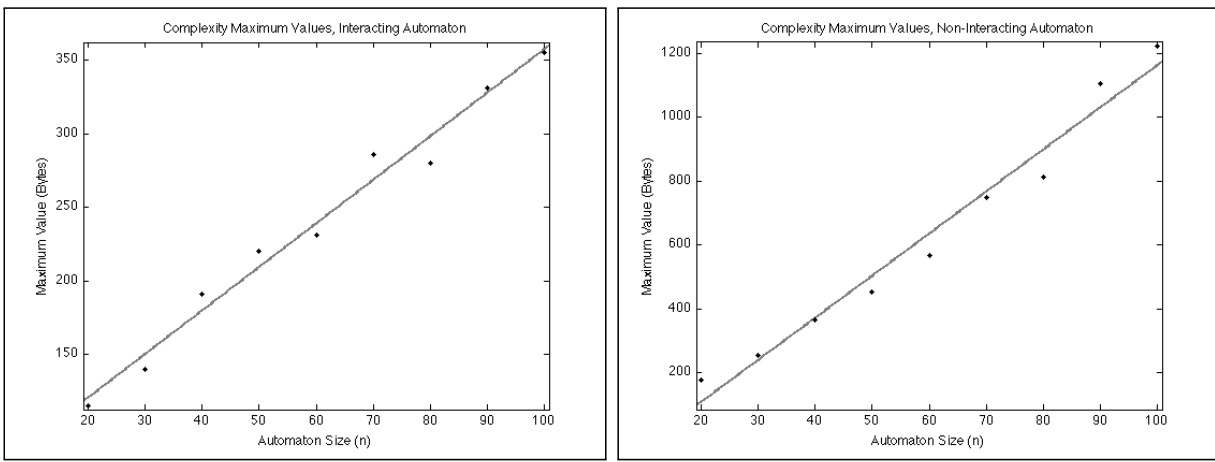 Complexity Maximum Values, Interacting Automaton
350
300
250
200
150
Maximum Value (Bytes)
20 30 40 50 60 70 80 90 100
Automaton Size (n)
Complexity Maximum Values, Non-Interacting Automaton
1200
1000
800
600
400
200
Maximum Value (Bytes)
20 30 40 50 60 70 80 90 100
Automaton Size (n)